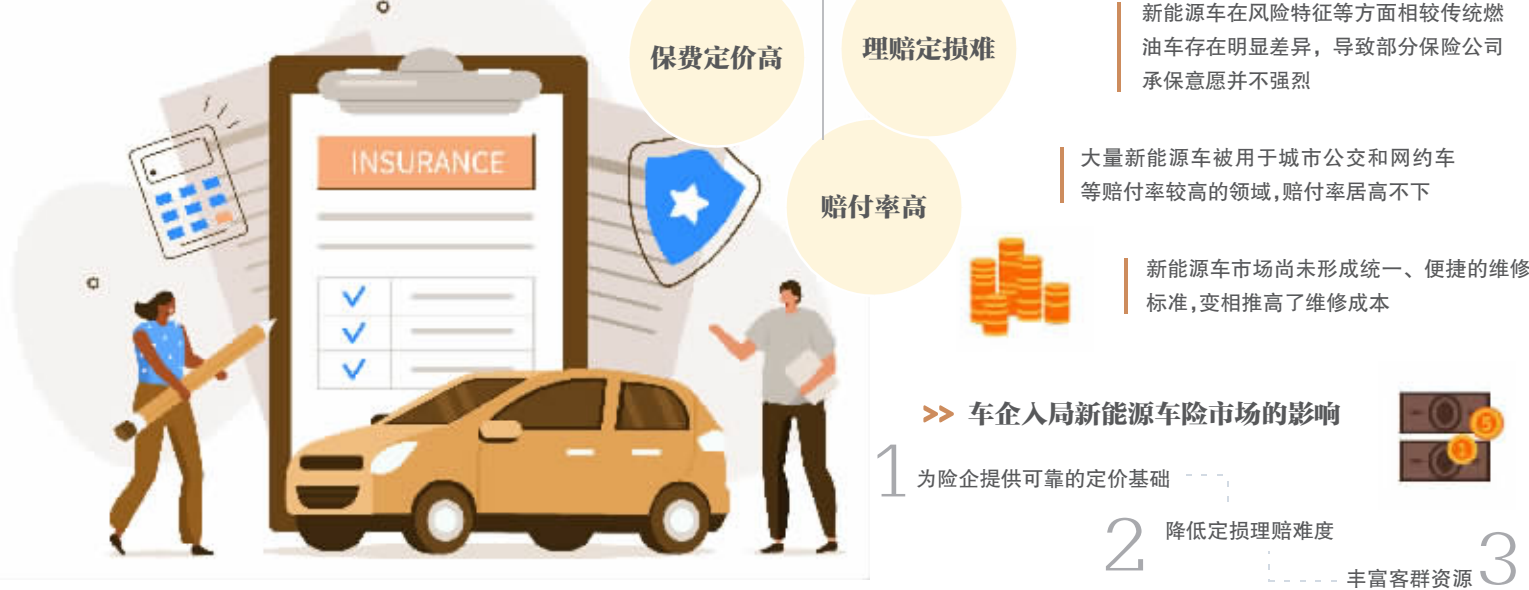 保费定价高
理赔定损难
赔付率高
INSURANCE
新能源车在风险特征等方面相较传统燃
油车存在明显差异，导致部分保险公司
承保意愿并不强烈
大量新能源车被用于城市公交和网约车
等赔付率较高的领域,赔付率居高不下
新能源车市场尚未形成统一、便捷的维修
标准,变相推高了维修成本
>> 车企入局新能源车险市场的影响
1 为险企提供可靠的定价基础
2 降低定损理赔难度
丰富客群资源 3